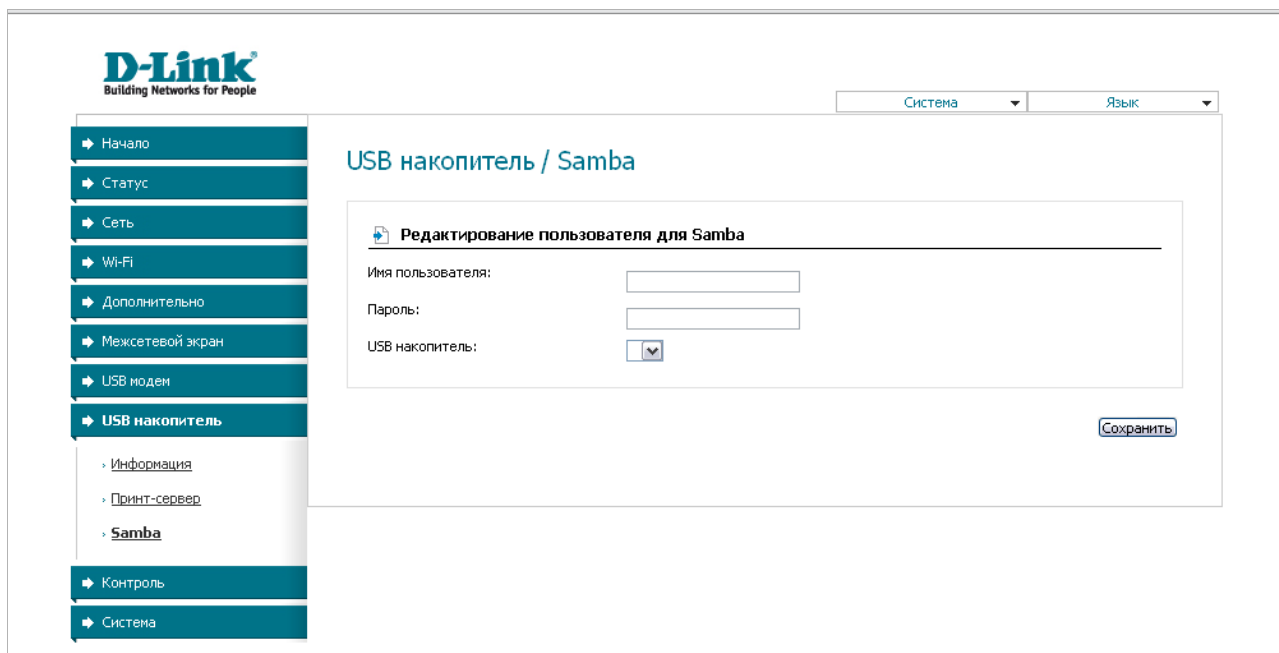 D-Link
Building Networks for People
Система
Язык
Начало
Статус
Сеть
Wi-Fi
Дополнительно
Межсетевой экран
USB модем
USB накопитель
Информация
Принт-сервер
Samba
Контроль
Система
USB накопитель / Samba
Редактирование пользователя для Samba
Имя пользователя:
Пароль:
USB накопитель:
Сохранить